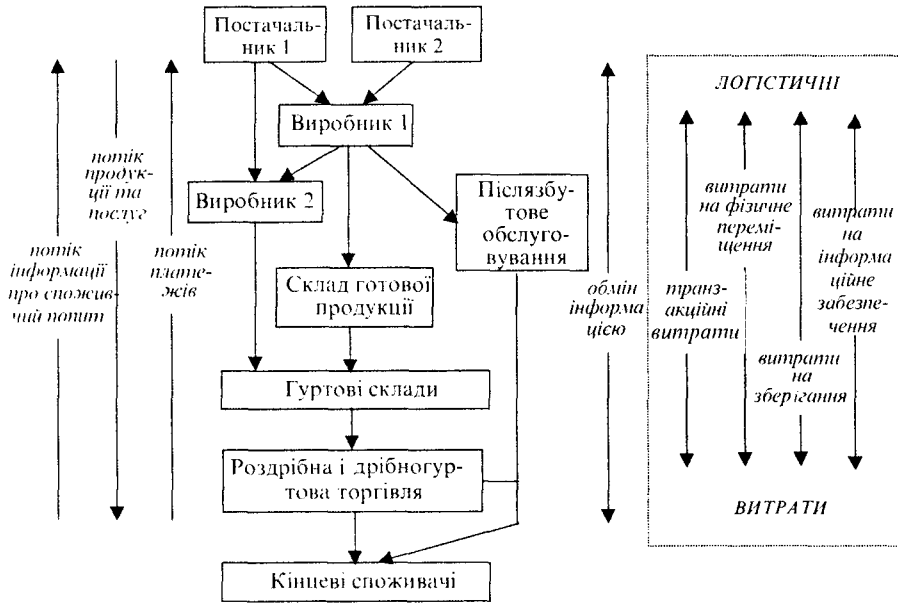 Постачаль-
ник 1
Постачаль-
ник 2
Виробник 1
Виробник 2
Післязбу-
тове
обслуго-
вування
Склад готової
продукції
Гуртові склади
Роздрібна і дрібногур-
това торгівля
Кінцеві споживачі
потік
інформації
про спожив-
чий попит
потік
продук-
ції та
послуг
потік
плате-
жів
обмін
інформа
цією
ЛОГІСТИЧНІ
транз-
акційні
витрати
витрати
на фізичне
перемі-
щення
витрати
на
зберігання
витрати
на
інформа
ційне
забезпе-
чення
ВИТРАТИ